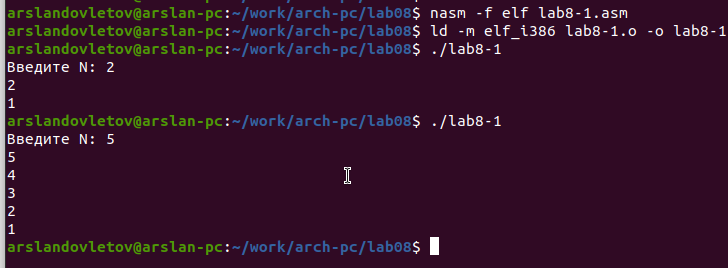 arslandovletov@arslan-pc:~/work/arch-pc/lab08$ nasm -f elf lab8-1.asm
arslandovletov@arslan-pc:~/work/arch-pc/lab08$ ld -m elf_i386 lab8-1.o -o lab8-1
arslandovletov@arslan-pc:~/work/arch-pc/lab08$ ./lab8-1
Введите N: 2
2
1
arslandovletov@arslan-pc:~/work/arch-pc/lab08$ ./lab8-1
Введите N: 5
5
4
3
2
1
arslandovletov@arslan-pc:~/work/arch-pc/lab08$